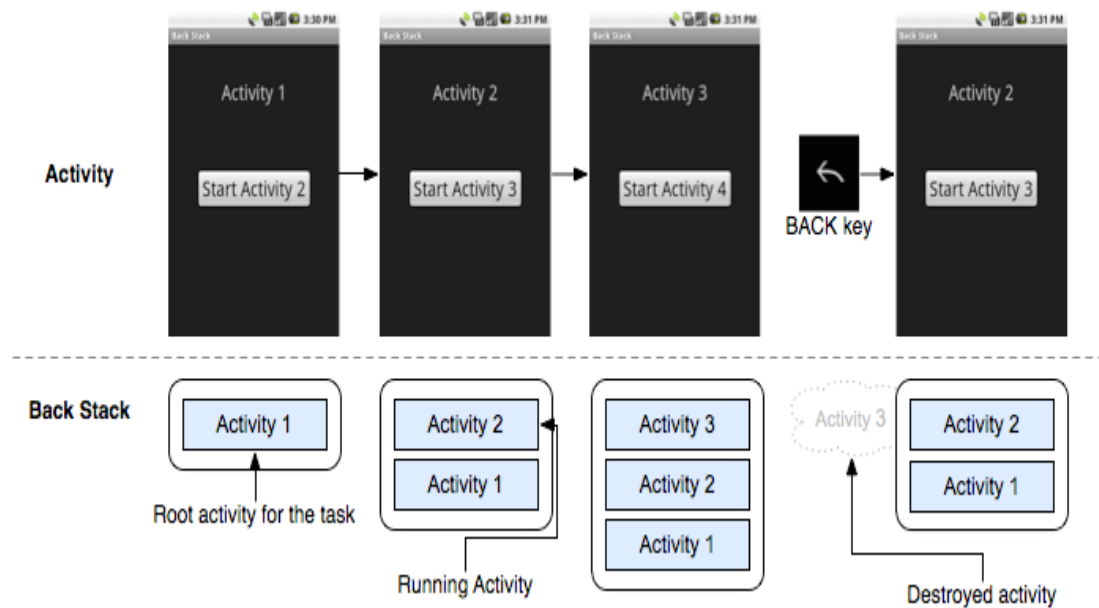 3:30 PM
Back Stack
Activity 1
Start Activity 2
3:31 PM
Back Stack
Activity 2
Start Activity 3
3:31 PM
Back Stack
Activity 3
Start Activity 4
BACK key
3:31 PM
Back Stack
Activity 2
Start Activity 3
Activity
Back Stack
Activity 1
Root activity for the task
Activity 2
Activity 1
Running Activity
Activity 3
Activity 2
Activity 1
Activity 3
Activity 2
Activity 1
Destroyed activity